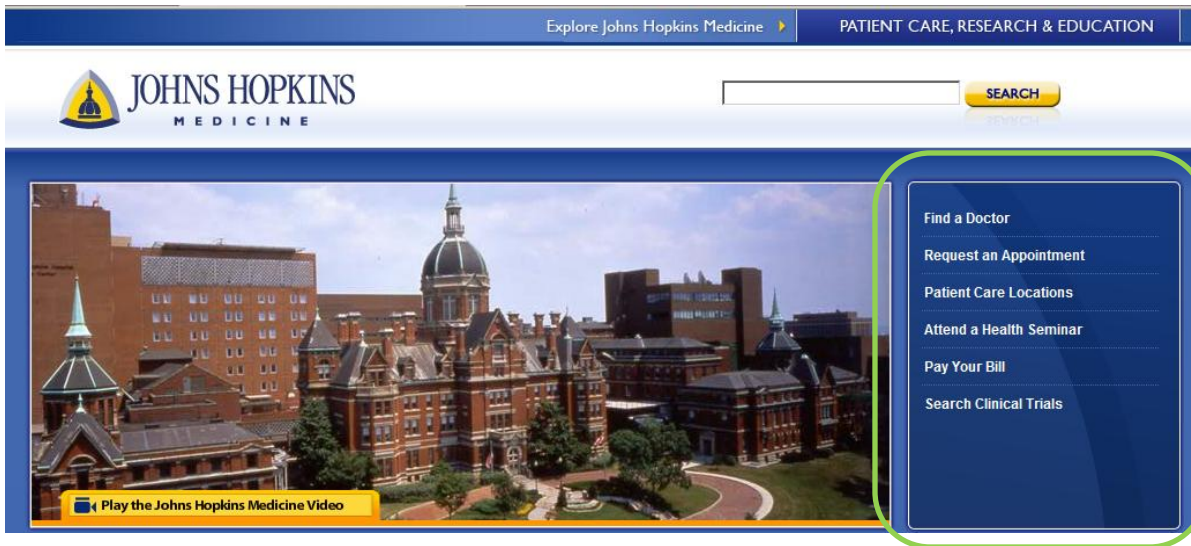 Explore Johns Hopkins Medicine
PATIENT CARE, RESEARCH & EDUCATION
JOHNS HOPKINS
MEDICINE
SEARCH
Find a Doctor
Request an Appointment
Patient Care Locations
Attend a Health Seminar
Pay Your Bill
Search Clinical Trials
Play the Johns Hopkins Medicine Video